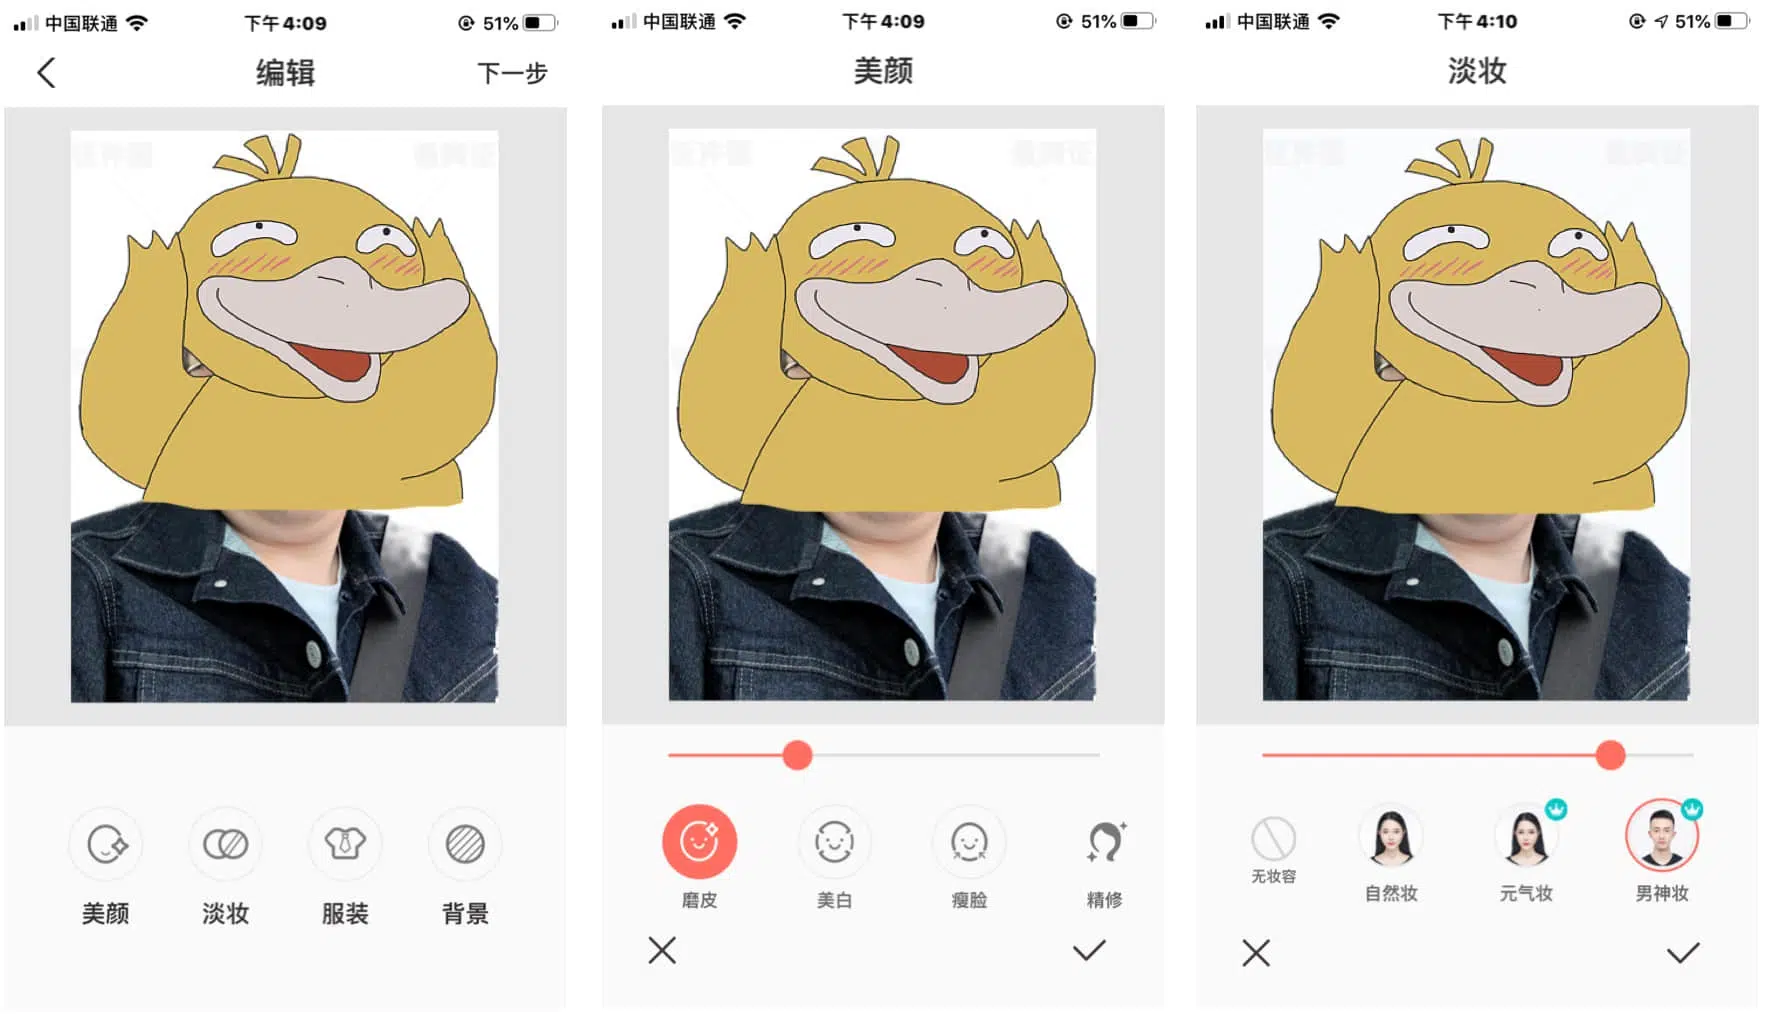 中国联通 下午4:09 51%
编辑 下一步
美颜
淡妆
服装
背景
中国联通 下午4:09 51%
美颜
磨皮
美白
瘦脸
精修
中国联通 下午4:10 51%
淡妆
无妆容
自然妆
元气妆
男神妆